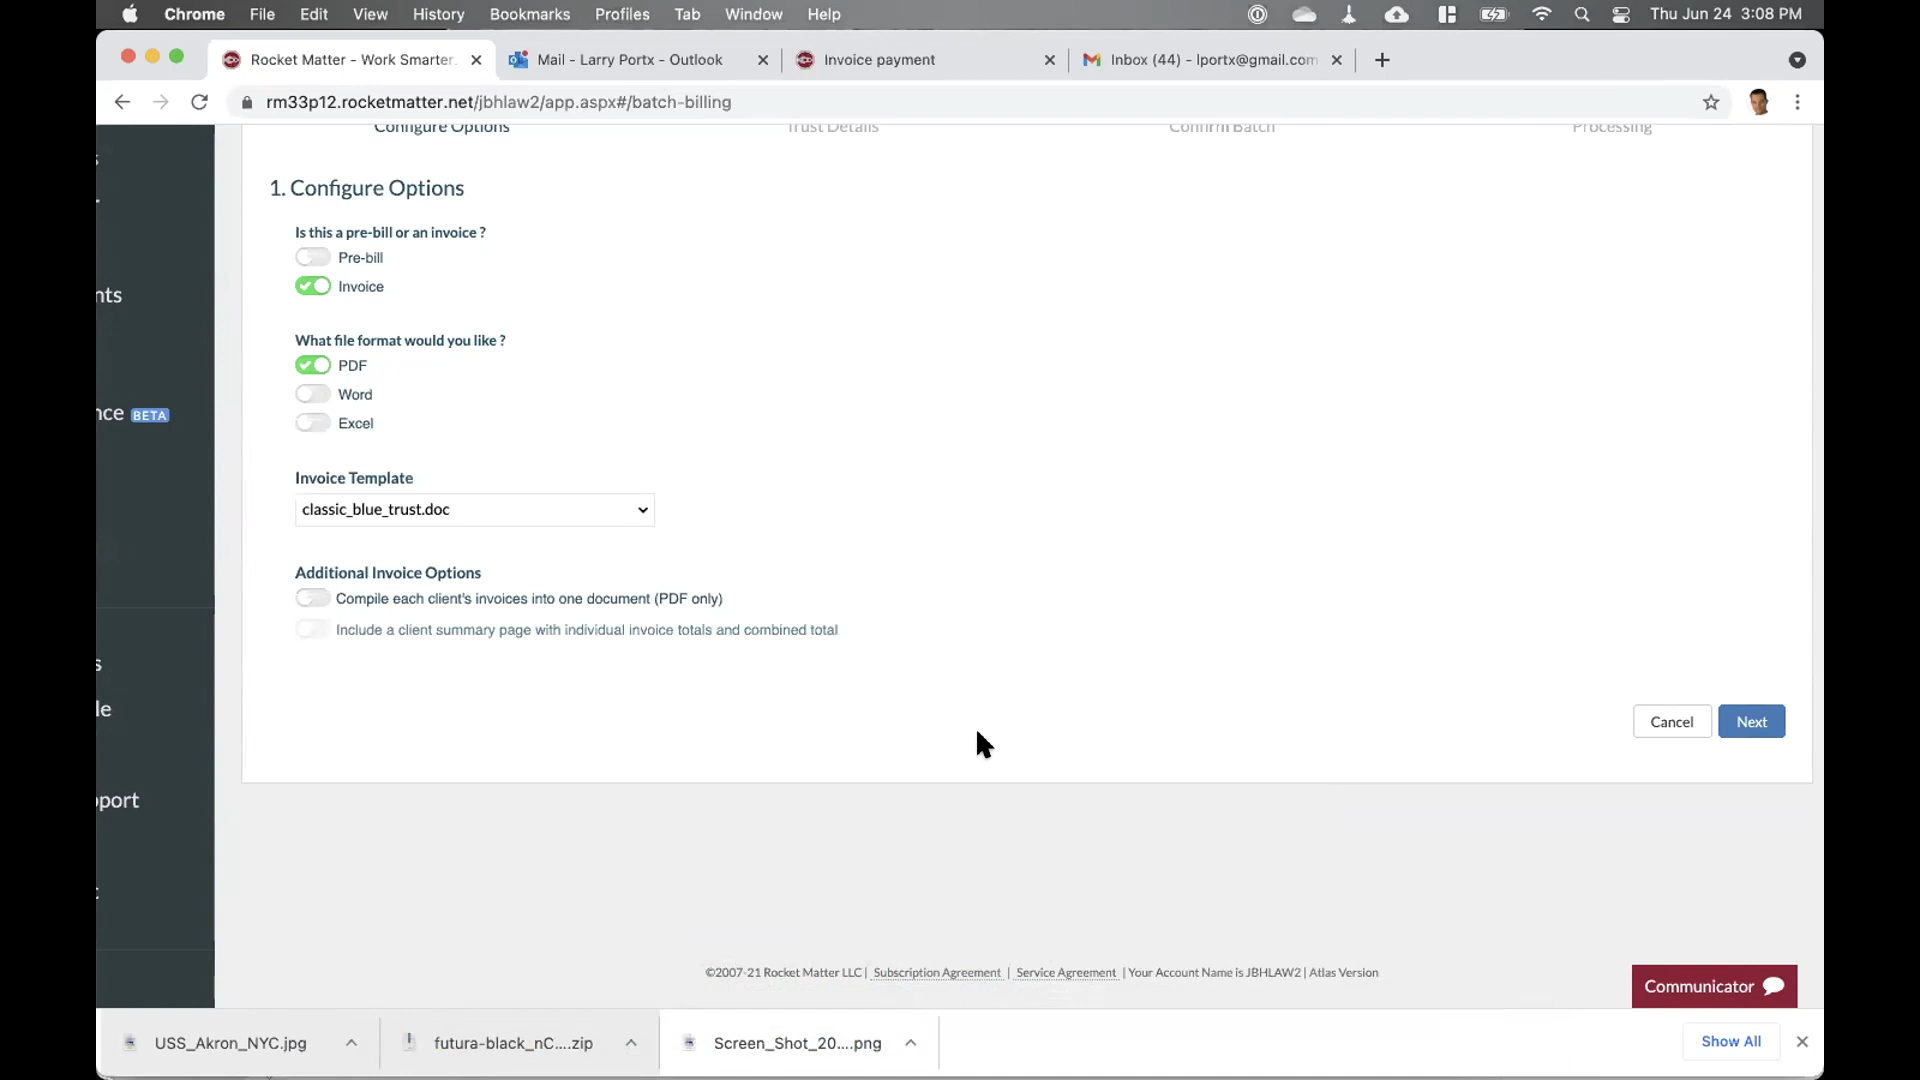 Chrome File Edit View History Bookmarks Profiles Tab Window Help Thu Jun 24 3:08 PM
Rocket Matter - Work Smarter. Mail - Larry Portx - Outlook Invoice payment Inbox (44) - lportx@gmail.com
rm33p12.rocketmatter.net/jbhlaw2/app.aspx#/batch-billing
Configure Options Trust Details Confirm Batch Processing
1. Configure Options
Is this a pre-bill or an invoice ?
Pre-bill
nts
Invoice
What file format would you like ?
PDF
Word
nce BETA
Excel
Invoice Template
classic_blue_trust.doc
Additional Invoice Options
Compile each client's invoices into one document (PDF only)
Include a client summary page with individual invoice totals and combined total
s
le
Cancel Next
port
©2007-21 Rocket Matter LLC | Subscription Agreement | Service Agreement | Your Account Name is JBHLAW2 | Atlas Version
Communicator
USS_Akron_NYC.jpg futura-black_nC....zip Screen_Shot_20....png Show All